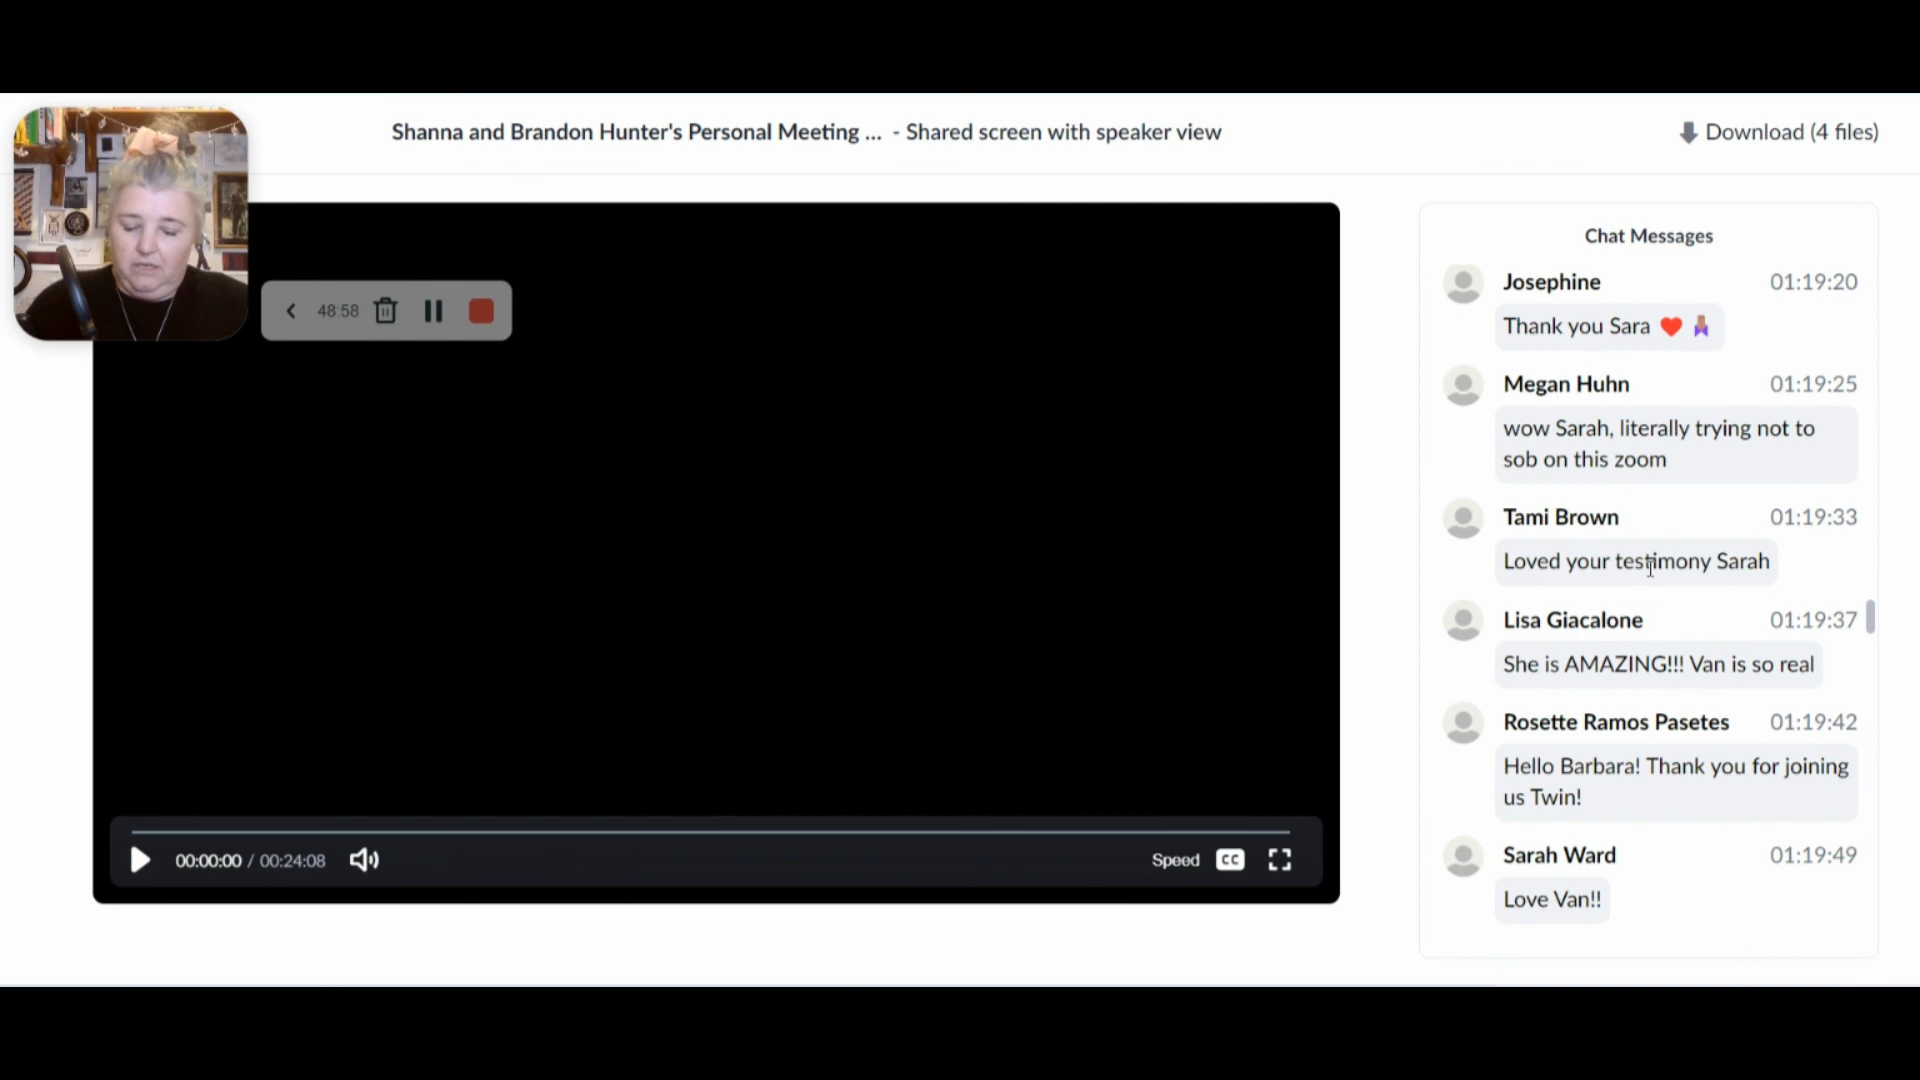 Shanna and Brandon Hunter's Personal Meeting ... - Shared screen with speaker view
Download (4 files)
48:58
00:00:00 / 00:24:08
Speed
CC
Chat Messages
Josephine 01:19:20
Thank you Sara ❤️
Megan Huhn 01:19:25
wow Sarah, literally trying not to
sob on this zoom
Tami Brown 01:19:33
Loved your testimony Sarah
Lisa Giacalone 01:19:37
She is AMAZING!!! Van is so real
Rosette Ramos Pasetes 01:19:42
Hello Barbara! Thank you for joining
us Twin!
Sarah Ward 01:19:49
Love Van!!